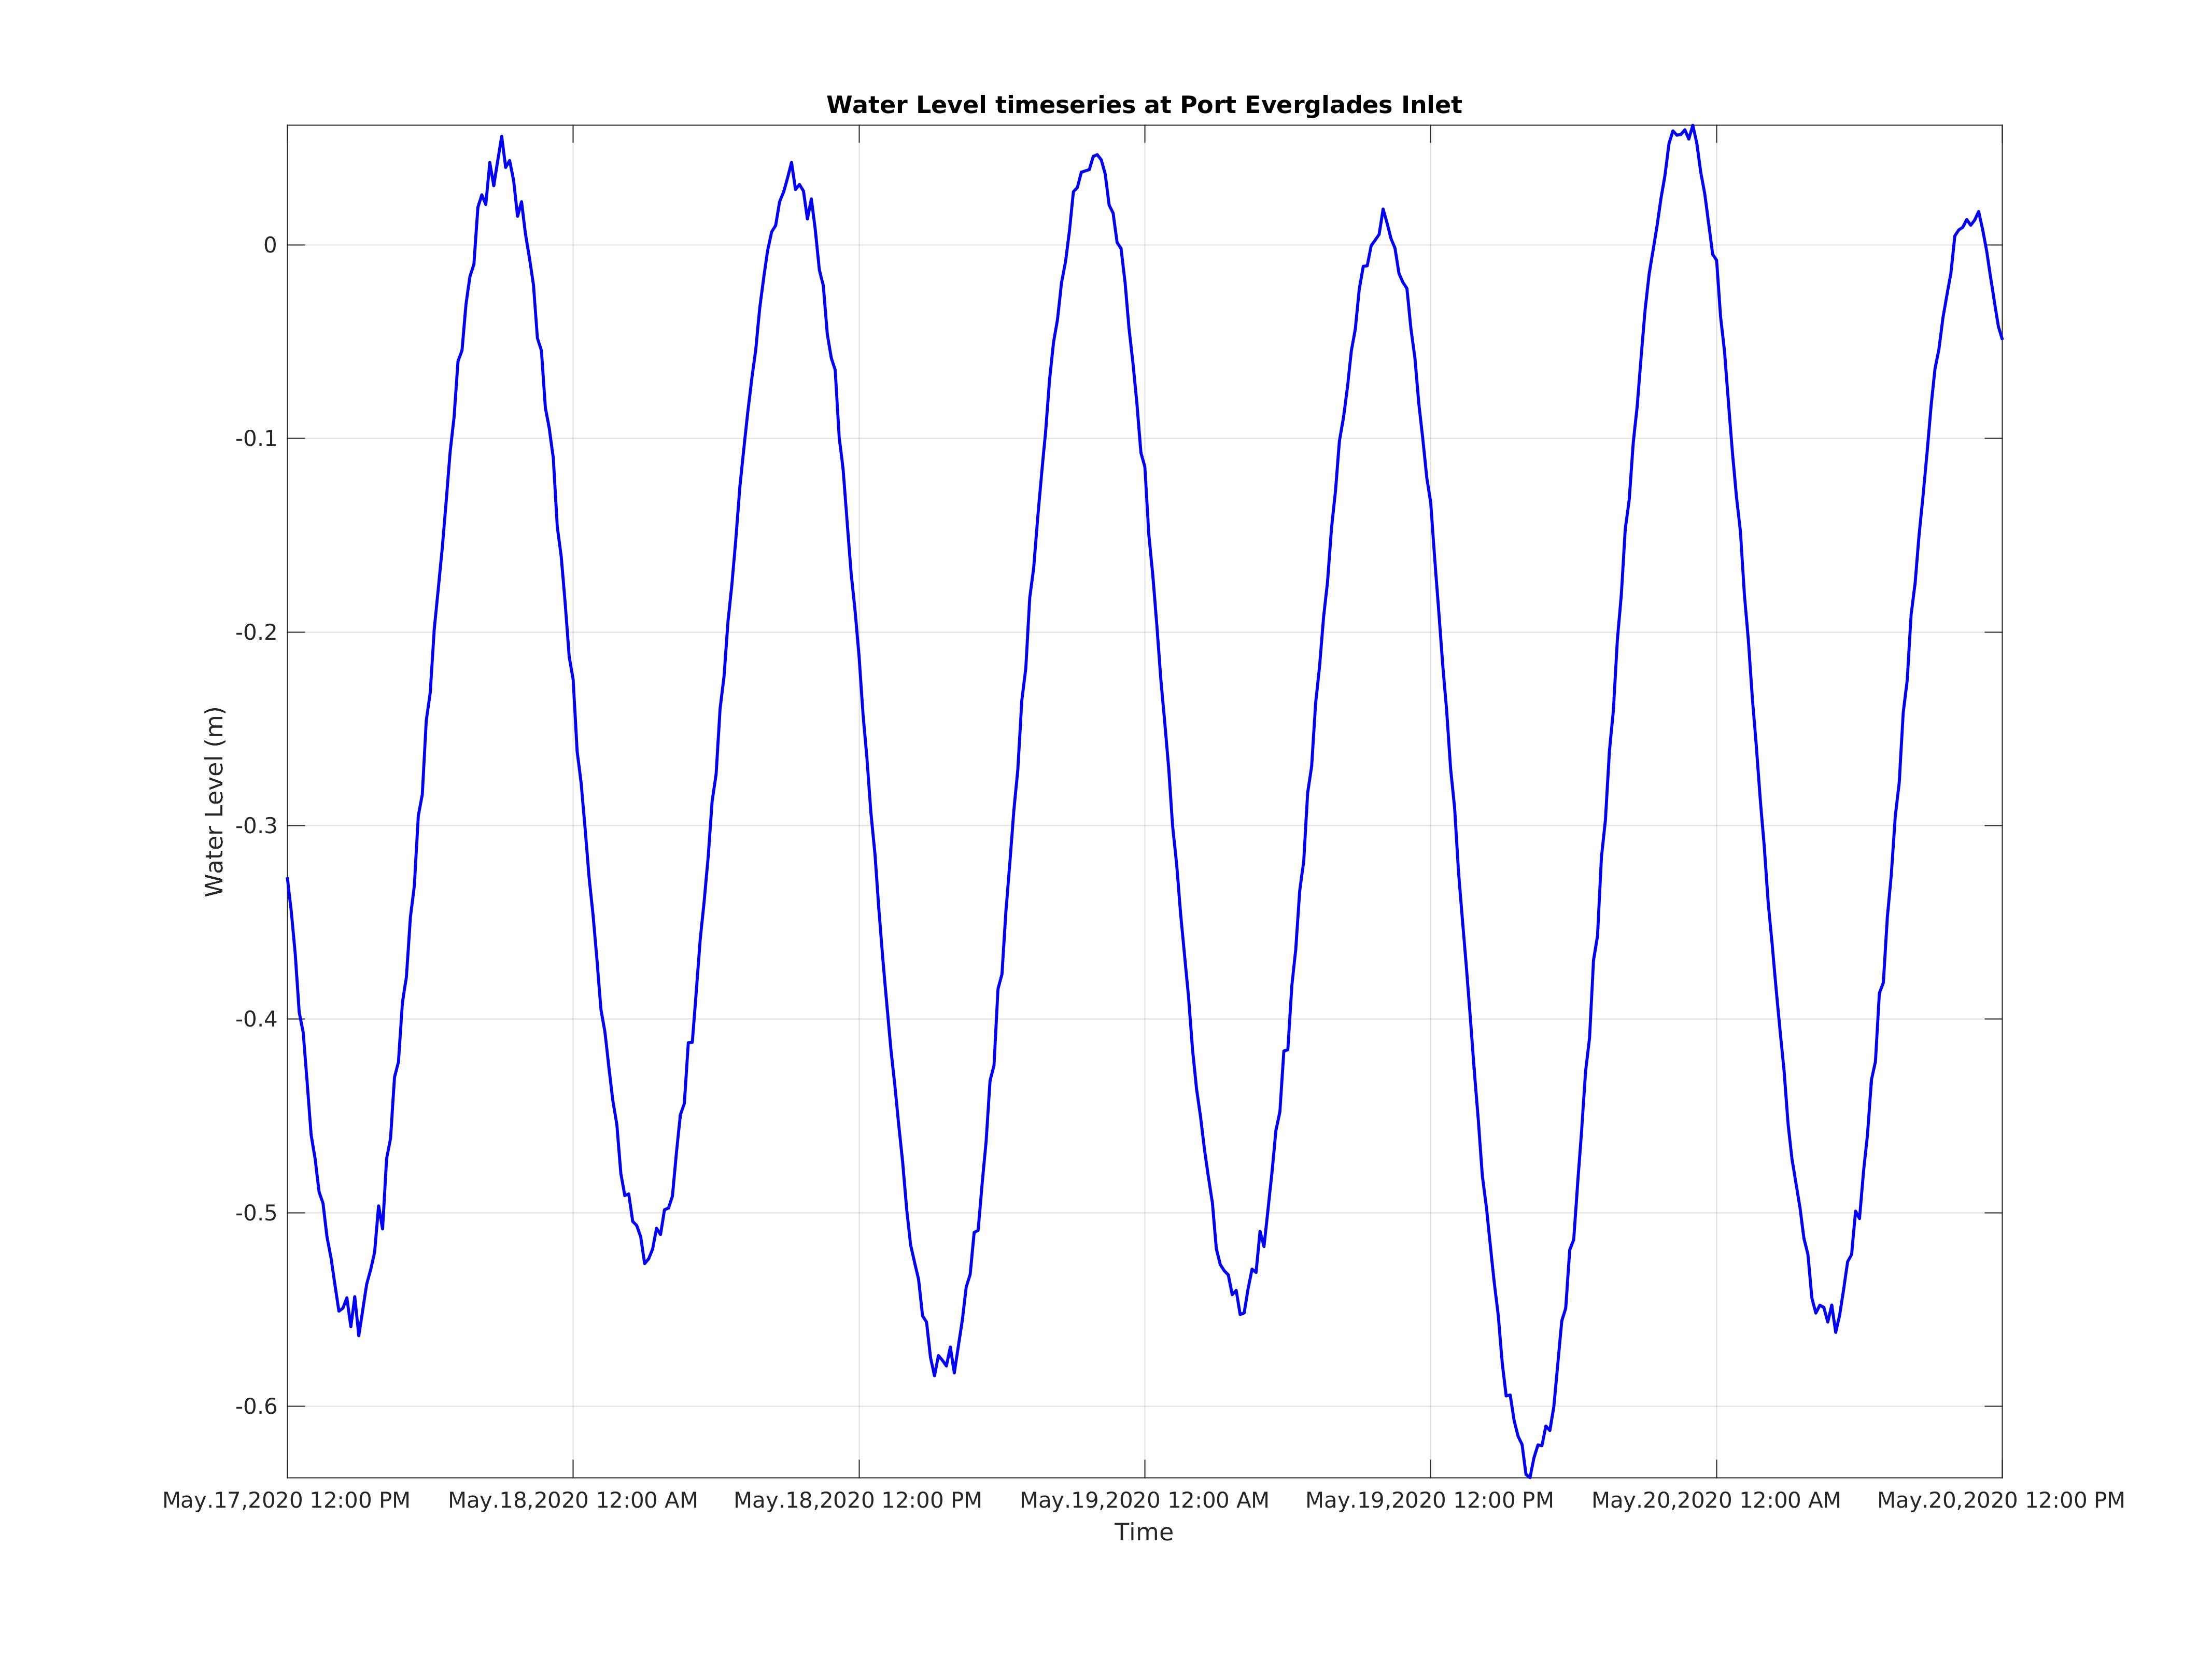 Water Level timeseries at Port Everglades Inlet
0
-0.1
-0.2
-0.3
-0.4
-0.5
-0.6
Water Level (m)
May.17,2020 12:00 PM May.18,2020 12:00 AM May.18,2020 12:00 PM May.19,2020 12:00 AM May.19,2020 12:00 PM May.20,2020 12:00 AM May.20,2020 12:00 PM
Time